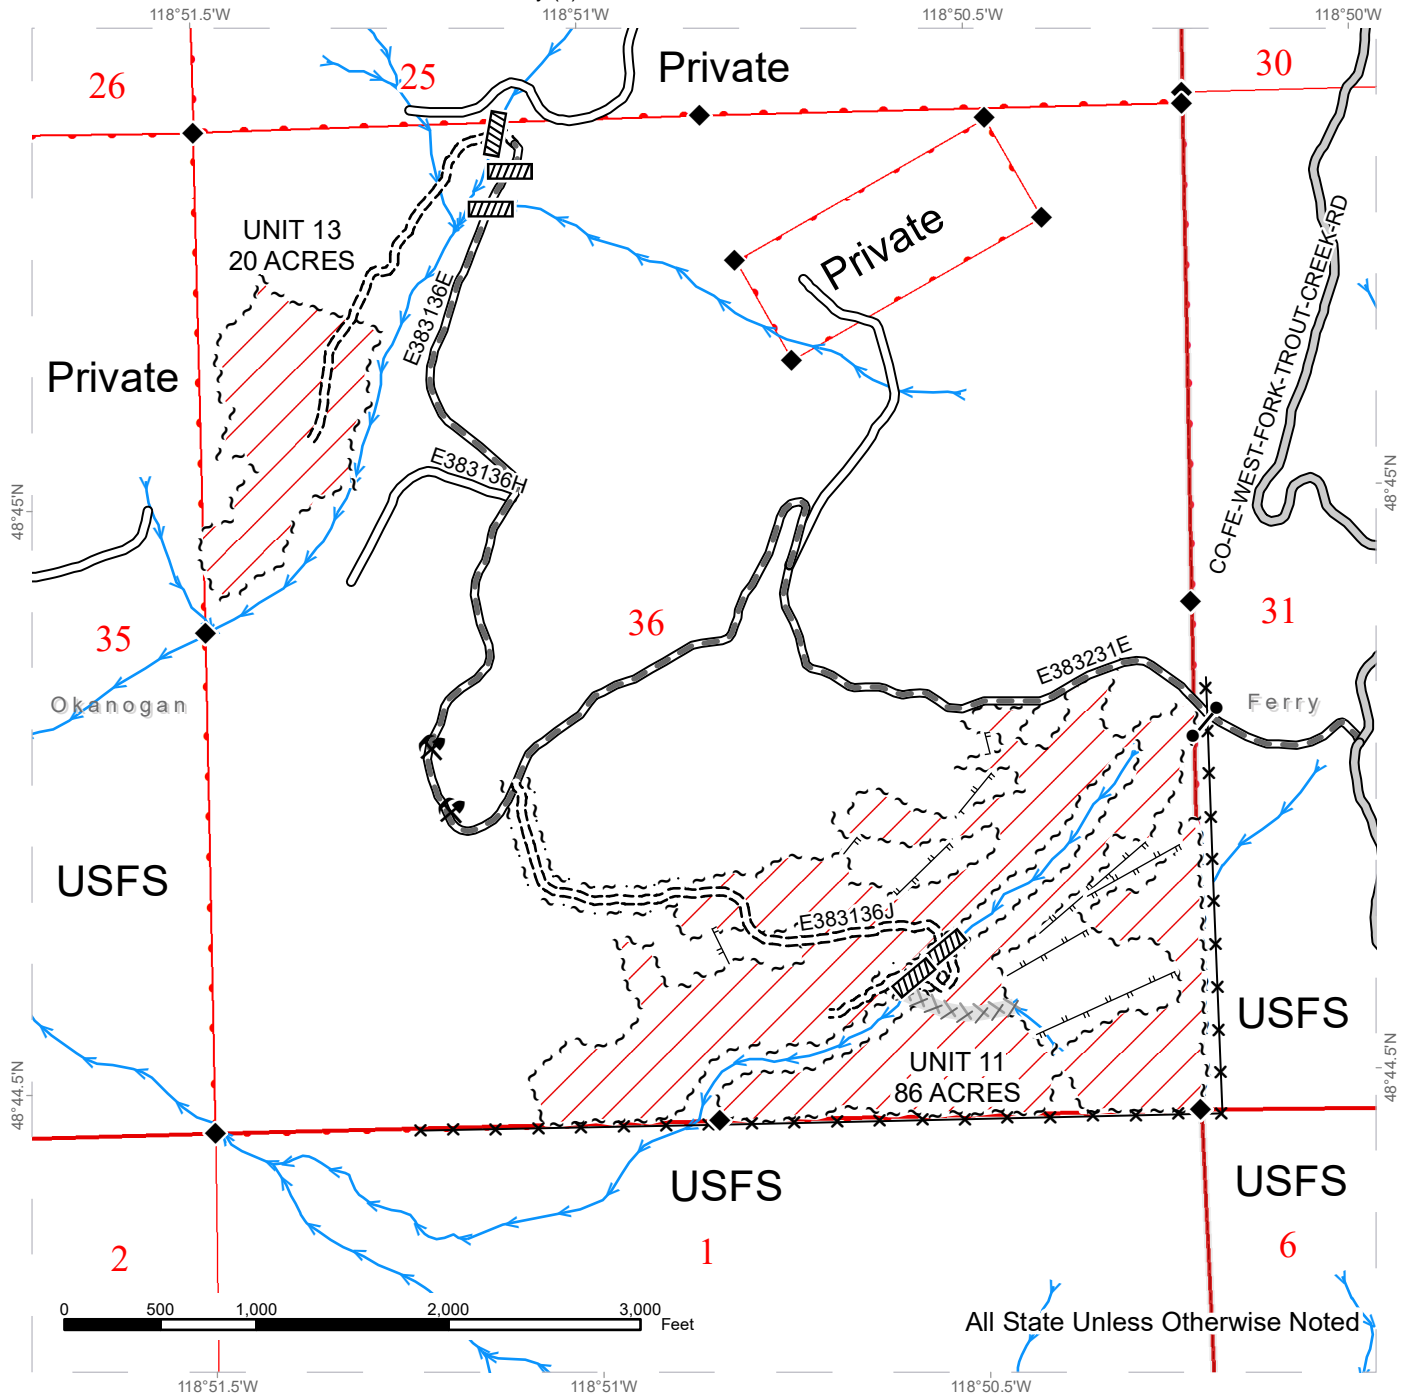 118°51.5'W
118°51'W
118°50.5'W
118°50'W
26
25
Private
30
UNIT 13
20 ACRES
Private
CO-FE-WEST-FORK-TROUT-CREEK-RD
E383136E
Private
E383136H
48°45'N
48°45'N
35
36
31
E383231E
Okanogan
Ferry
USFS
E383136J
USFS
48°44.5'N
48°44.5'N
UNIT 11
86 ACRES
USFS
USFS
2
1
6
0 500 1,000 2,000 3,000
Feet
All State Unless Otherwise Noted
118°51.5'W
118°51'W
118°50.5'W